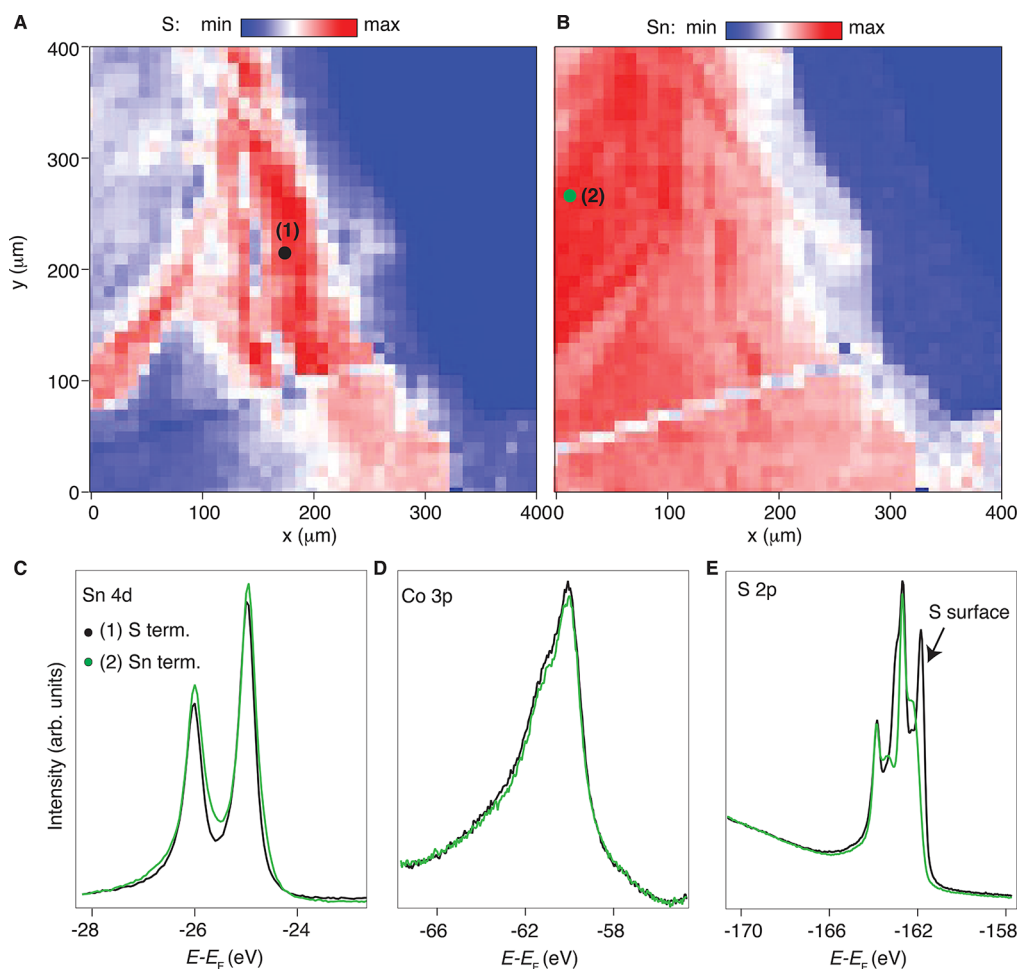 A
S: min max
B
Sn: min max
400
300
200
100
0
y (μm)
(1)
(2)
0 100 200 300 400
x (μm)
0 100 200 300 400
x (μm)
C
Sn 4d
(1) S term.
(2) Sn term.
Intensity (arb. units)
-28 -26 -24
E-EF (eV)
D
Co 3p
-66 -62 -58
E-EF (eV)
E
S 2p
S surface
-170 -166 -162 -158
E-EF (eV)